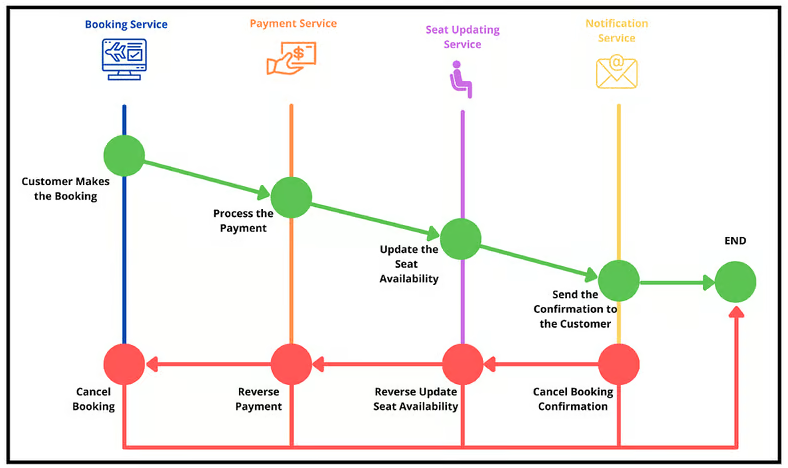 Booking Service
Payment Service
Seat Updating
Service
Notification
Service
Customer Makes
the Booking
Process the
Payment
Update the
Seat
Availability
Send the
Confirmation to
the Customer
END
Cancel
Booking
Reverse
Payment
Reverse Update
Seat Availability
Cancel Booking
Confirmation